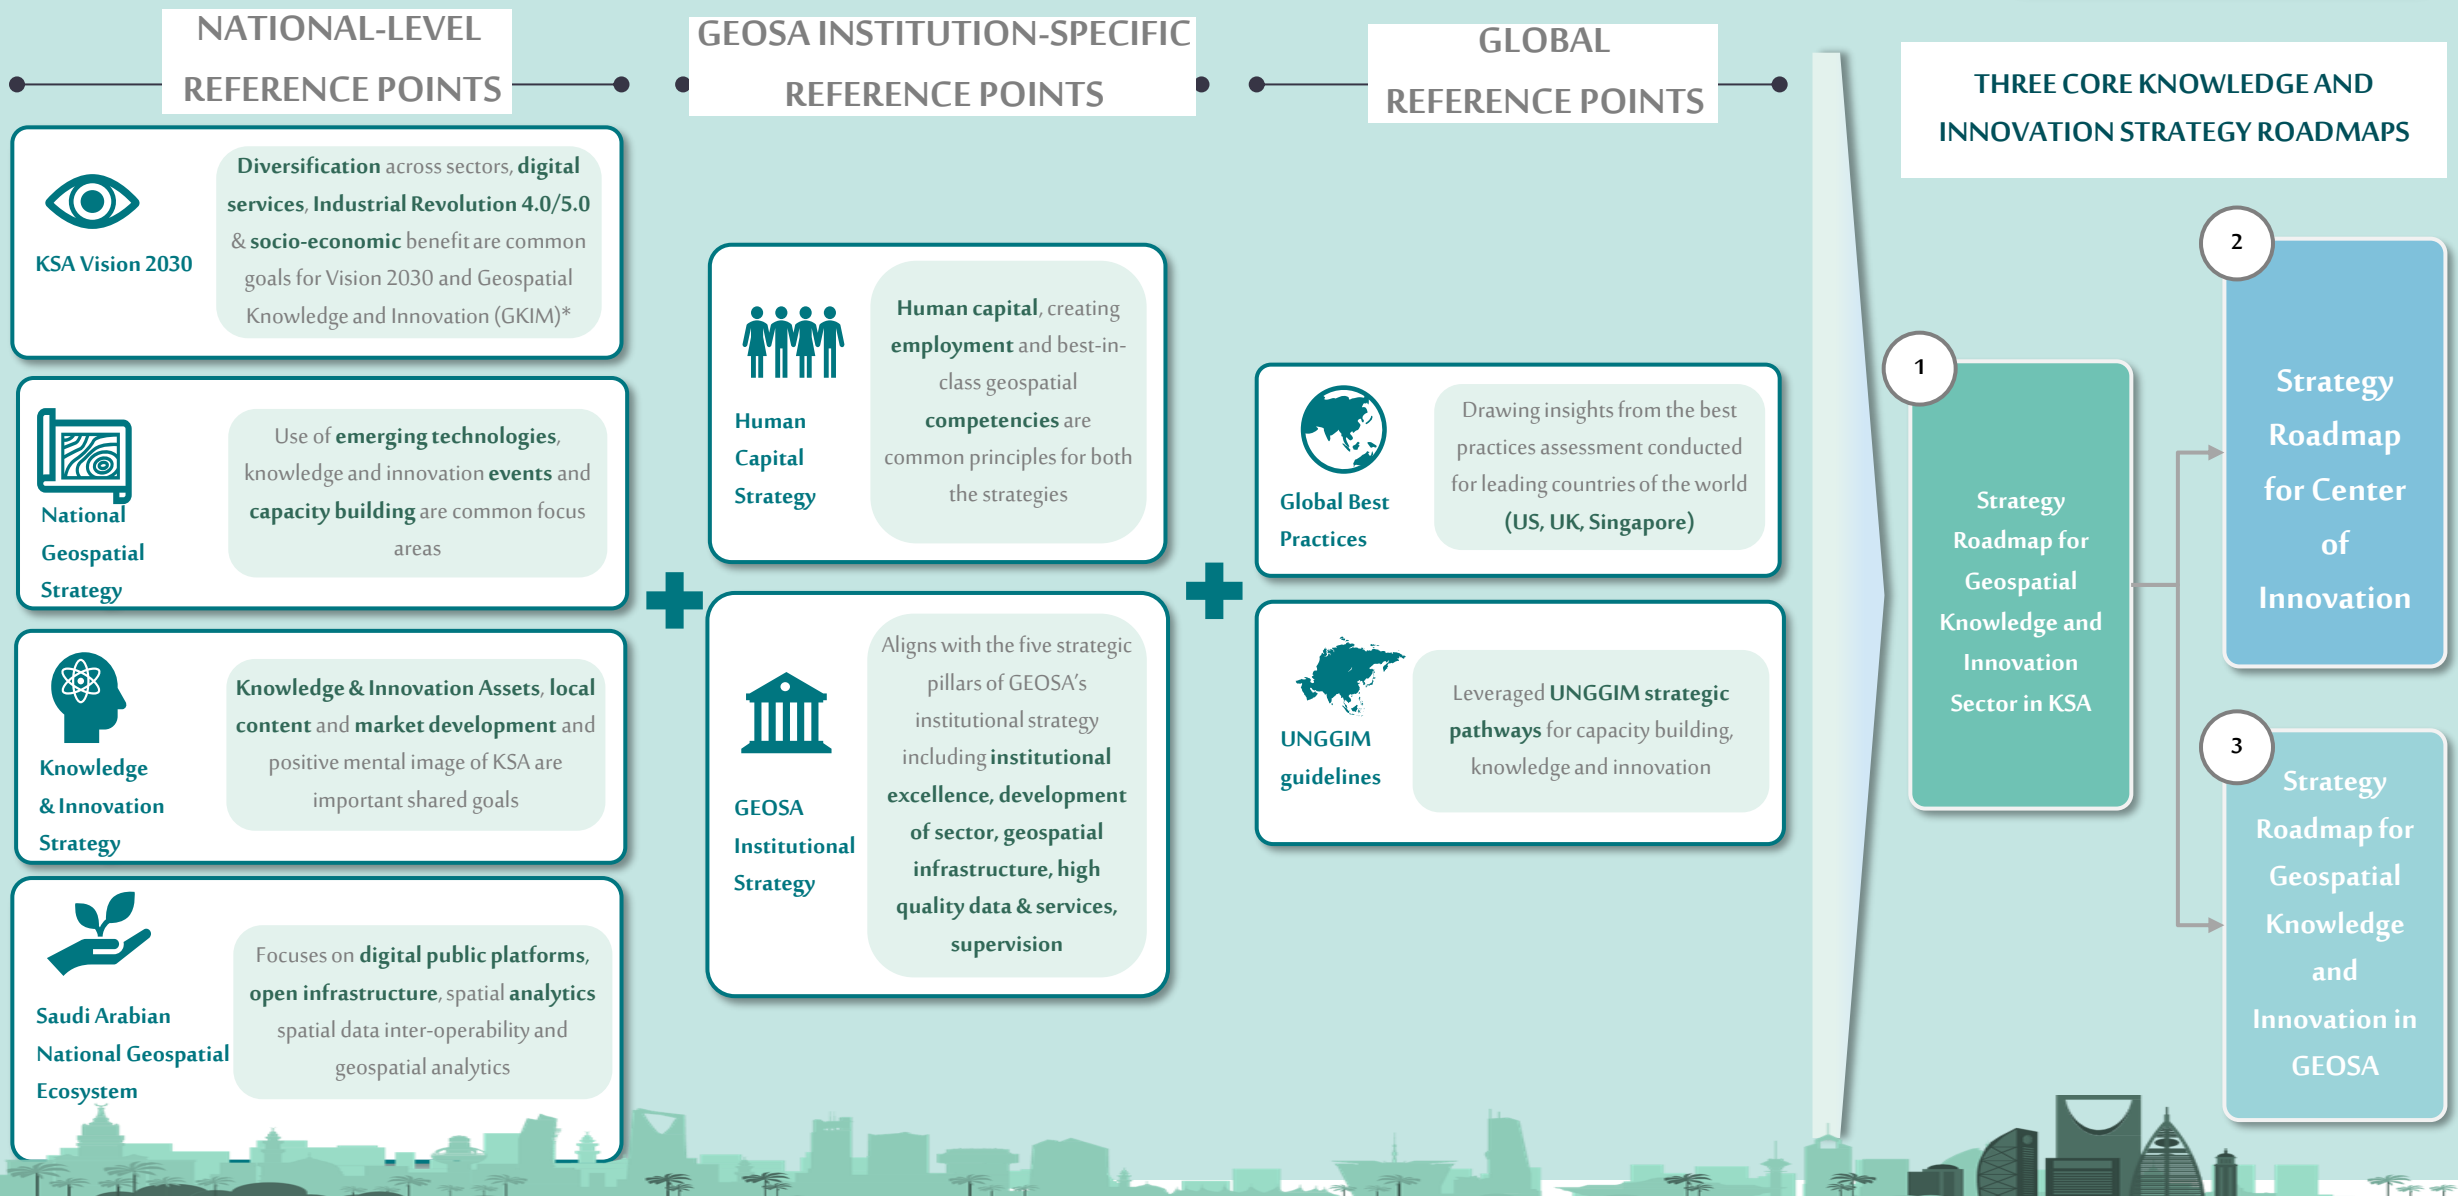 NATIONAL-LEVEL
REFERENCE POINTS
KSA Vision 2030
Diversification across sectors, digital
services, Industrial Revolution 4.0/5.0
& socio-economic benefit are common
goals for Vision 2030 and Geospatial
Knowledge and Innovation (GKIM)*
National
Geospatial
Strategy
Use of emerging technologies,
knowledge and innovation events and
capacity building are common focus
areas
Knowledge
& Innovation
Strategy
Knowledge & Innovation Assets, local
content and market development and
positive mental image of KSA are
important shared goals
Saudi Arabian
National Geospatial
Ecosystem
Focuses on digital public platforms,
open infrastructure, spatial analytics
spatial data inter-operability and
geospatial analytics
GEOSA INSTITUTION-SPECIFIC
REFERENCE POINTS
Human
Capital
Strategy
Human capital, creating
employment and best-in-
class geospatial
competencies are
common principles for both
the strategies
GEOSA
Institutional
Strategy
Aligns with the five strategic
pillars of GEOSA's
institutional strategy
including institutional
excellence, development
of sector, geospatial
infrastructure, high
quality data & services,
supervision
GLOBAL
REFERENCE POINTS
Global Best
Practices
Drawing insights from the best
practices assessment conducted
for leading countries of the world
(US, UK, Singapore)
UNGGIM
guidelines
Leveraged UNGGIM strategic
pathways for capacity building,
knowledge and innovation
THREE CORE KNOWLEDGE AND
INNOVATION STRATEGY ROADMAPS
1
Strategy
Roadmap for
Geospatial
Knowledge and
Innovation
Sector in KSA
2
Strategy
Roadmap
for Center
of
Innovation
3
Strategy
Roadmap for
Geospatial
Knowledge
and
Innovation in
GEOSA